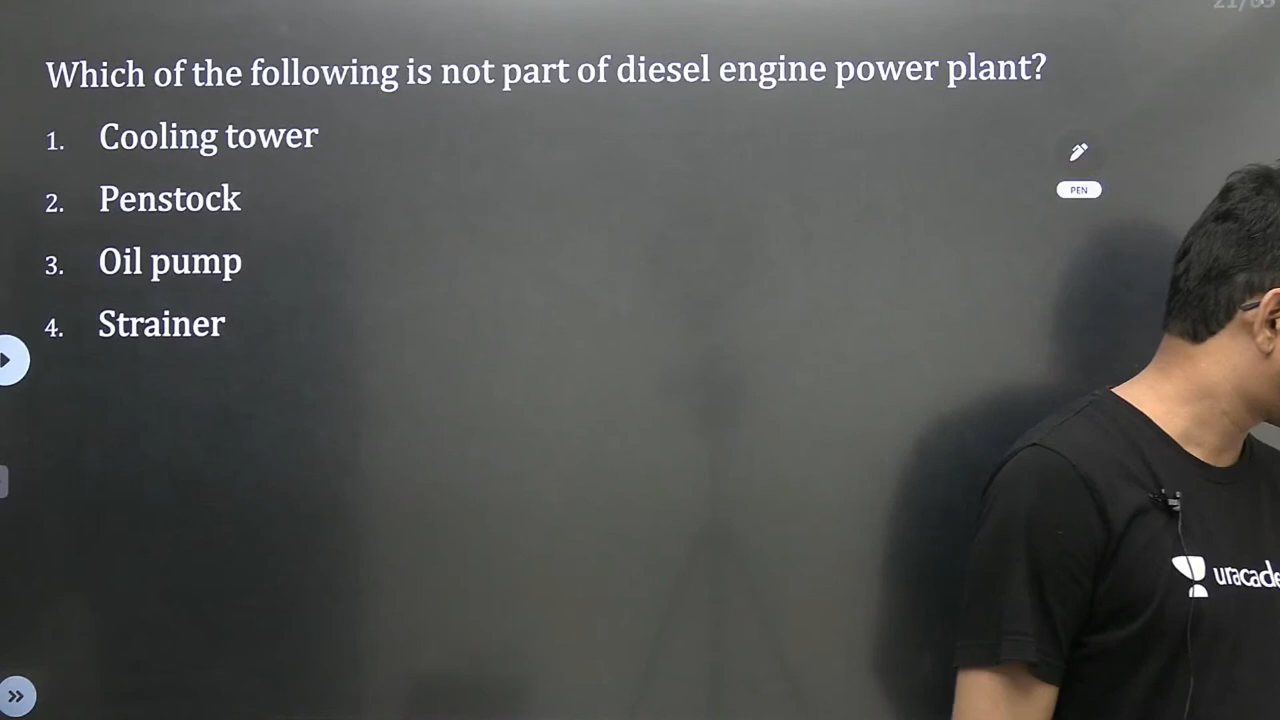 Which of the following is not part of diesel engine power plant?
1. Cooling tower
2. Penstock
3. Oil pump
4. Strainer
PEN